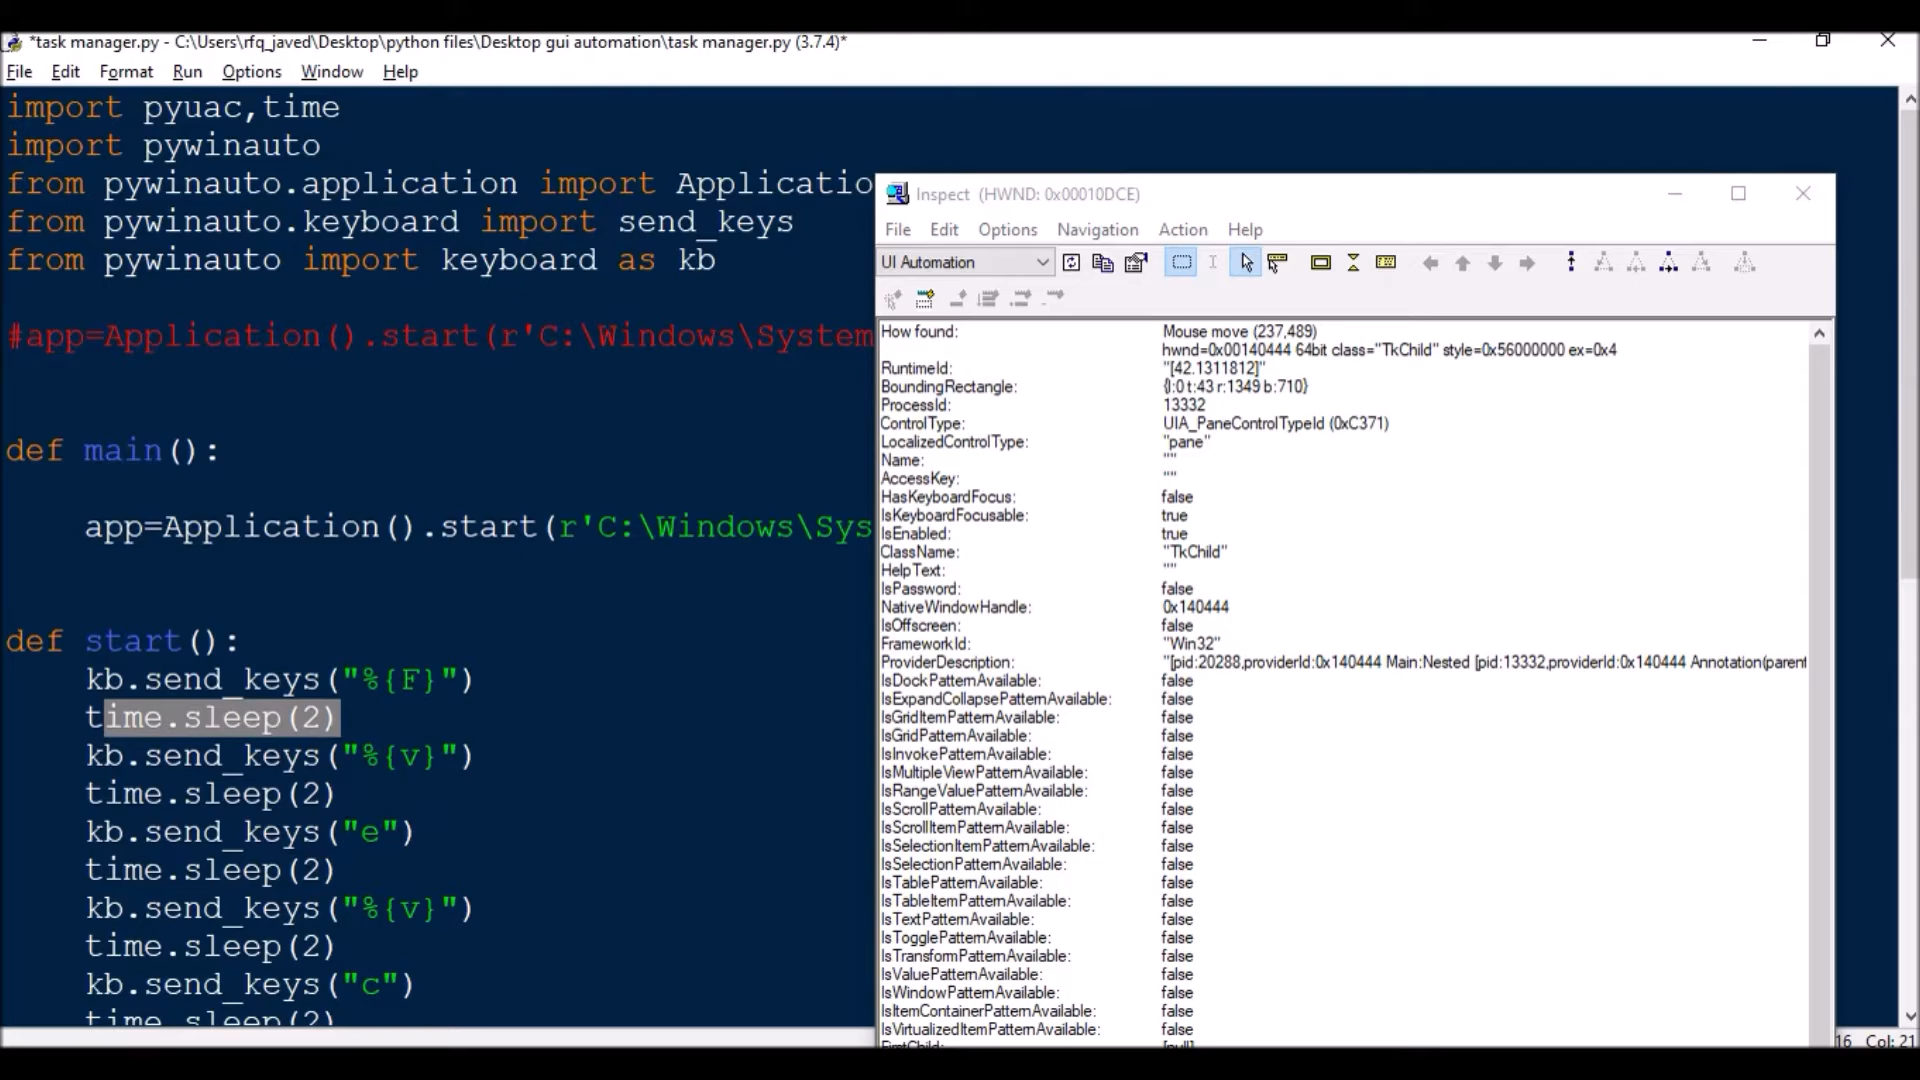 *task manager.py - C:\Users\rfq_javed\Desktop\python files\Desktop gui automation\task manager.py (3.7.4)*
File Edit Format Run Options Window Help
import pyuac,time
import pywinauto
from pywinauto.application import Applicatio
from pywinauto.keyboard import send_keys
from pywinauto import keyboard as kb
#app=Application().start(r'C:\Windows\System
def main():
app=Application().start(r'C:\Windows\Sys
def start():
kb.send_keys("%{F}")
time.sleep(2)
kb.send_keys("%{v}")
time.sleep(2)
kb.send_keys("e")
time.sleep(2)
kb.send_keys("%{v}")
time.sleep(2)
kb.send_keys("c")
time.sleep(2)
Inspect (HWND: 0x00010DCE)
File Edit Options Navigation Action Help
UI Automation
How found: Mouse move (237,489)
hwnd=0x00140444 64bit class="TkChild" style=0x56000000 ex=0x4
RuntimeId: "[42.1311812]"
BoundingRectangle: {l:0 t:43 r:1349 b:710}
ProcessId: 13332
ControlType: UIA_PaneControlTypeId (0xC371)
LocalizedControlType: "pane"
Name: ""
AccessKey: ""
HasKeyboardFocus: false
IsKeyboardFocusable: true
IsEnabled: true
ClassName: "TkChild"
HelpText: ""
IsPassword: false
NativeWindowHandle: 0x140444
IsOffscreen: false
FrameworkId: "Win32"
ProviderDescription: "[pid:20288,providerId:0x140444 Main:Nested [pid:13332,providerId:0x140444 Annotation(parent
IsDockPatternAvailable: false
IsExpandCollapsePatternAvailable: false
IsGridItemPatternAvailable: false
IsGridPatternAvailable: false
IsInvokePatternAvailable: false
IsMultipleViewPatternAvailable: false
IsRangeValuePatternAvailable: false
IsScrollPatternAvailable: false
IsScrollItemPatternAvailable: false
IsSelectionItemPatternAvailable: false
IsSelectionPatternAvailable: false
IsTablePatternAvailable: false
IsTableItemPatternAvailable: false
IsTextPatternAvailable: false
IsTogglePatternAvailable: false
IsTransformPatternAvailable: false
IsValuePatternAvailable: false
IsWindowPatternAvailable: false
IsItemContainerPatternAvailable: false
IsVirtualizedItemPatternAvailable: false
FirstChild: [null]
16 Col: 21